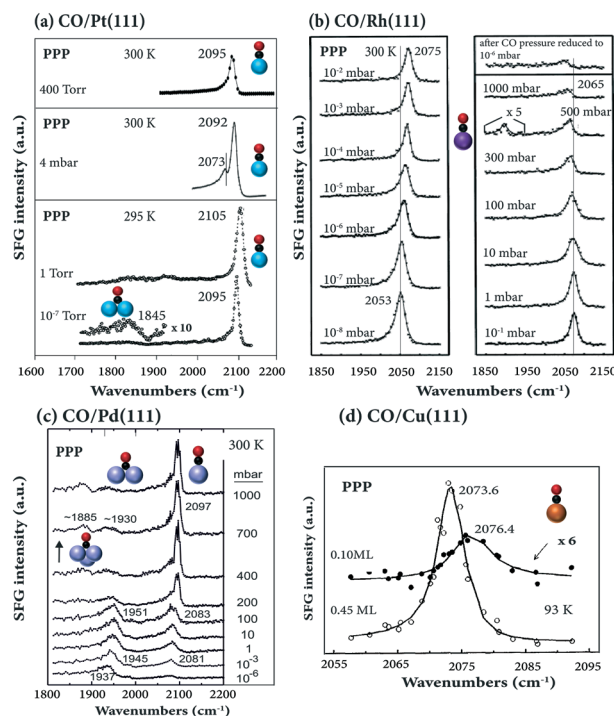 (a) CO/Pt(111)
PPP 300 K 2095
400 Torr
PPP 300 K 2092
2073
4 mbar
PPP 295 K 2105
1 Torr
2095
10-7 Torr 1845 x 10
1600 1700 1800 1900 2000 2100 2200
Wavenumbers (cm-1)
SFG intensity (a.u.)
(b) CO/Rh(111)
PPP 300 K 2075
10-2 mbar
10-3 mbar
10-4 mbar
10-5 mbar
10-6 mbar
10-7 mbar
2053
10-8 mbar
1850 1950 2050 2150
after CO pressure reduced to
10-6 mbar
1000 mbar 2065
x 5 500 mbar
300 mbar
100 mbar
10 mbar
1 mbar
10-1 mbar
1850 1950 2050 2150
Wavenumbers (cm-1)
SFG intensity (a.u.)
(c) CO/Pd(111)
PPP 300 K
mbar
1000
2097
~1885 ~1930 700
400
200
1951 2083 100
10
1
1945 2081 10-3
1937 10-6
1800 1900 2000 2100 2200
Wavenumbers (cm-1)
SFG intensity (a.u.)
(d) CO/Cu(111)
PPP 2073.6
2076.4
x 6
0.10ML
0.45 ML 93 K
2055 2065 2075 2085 2095
Wavenumbers (cm-1)
SFG intensity (a.u.)